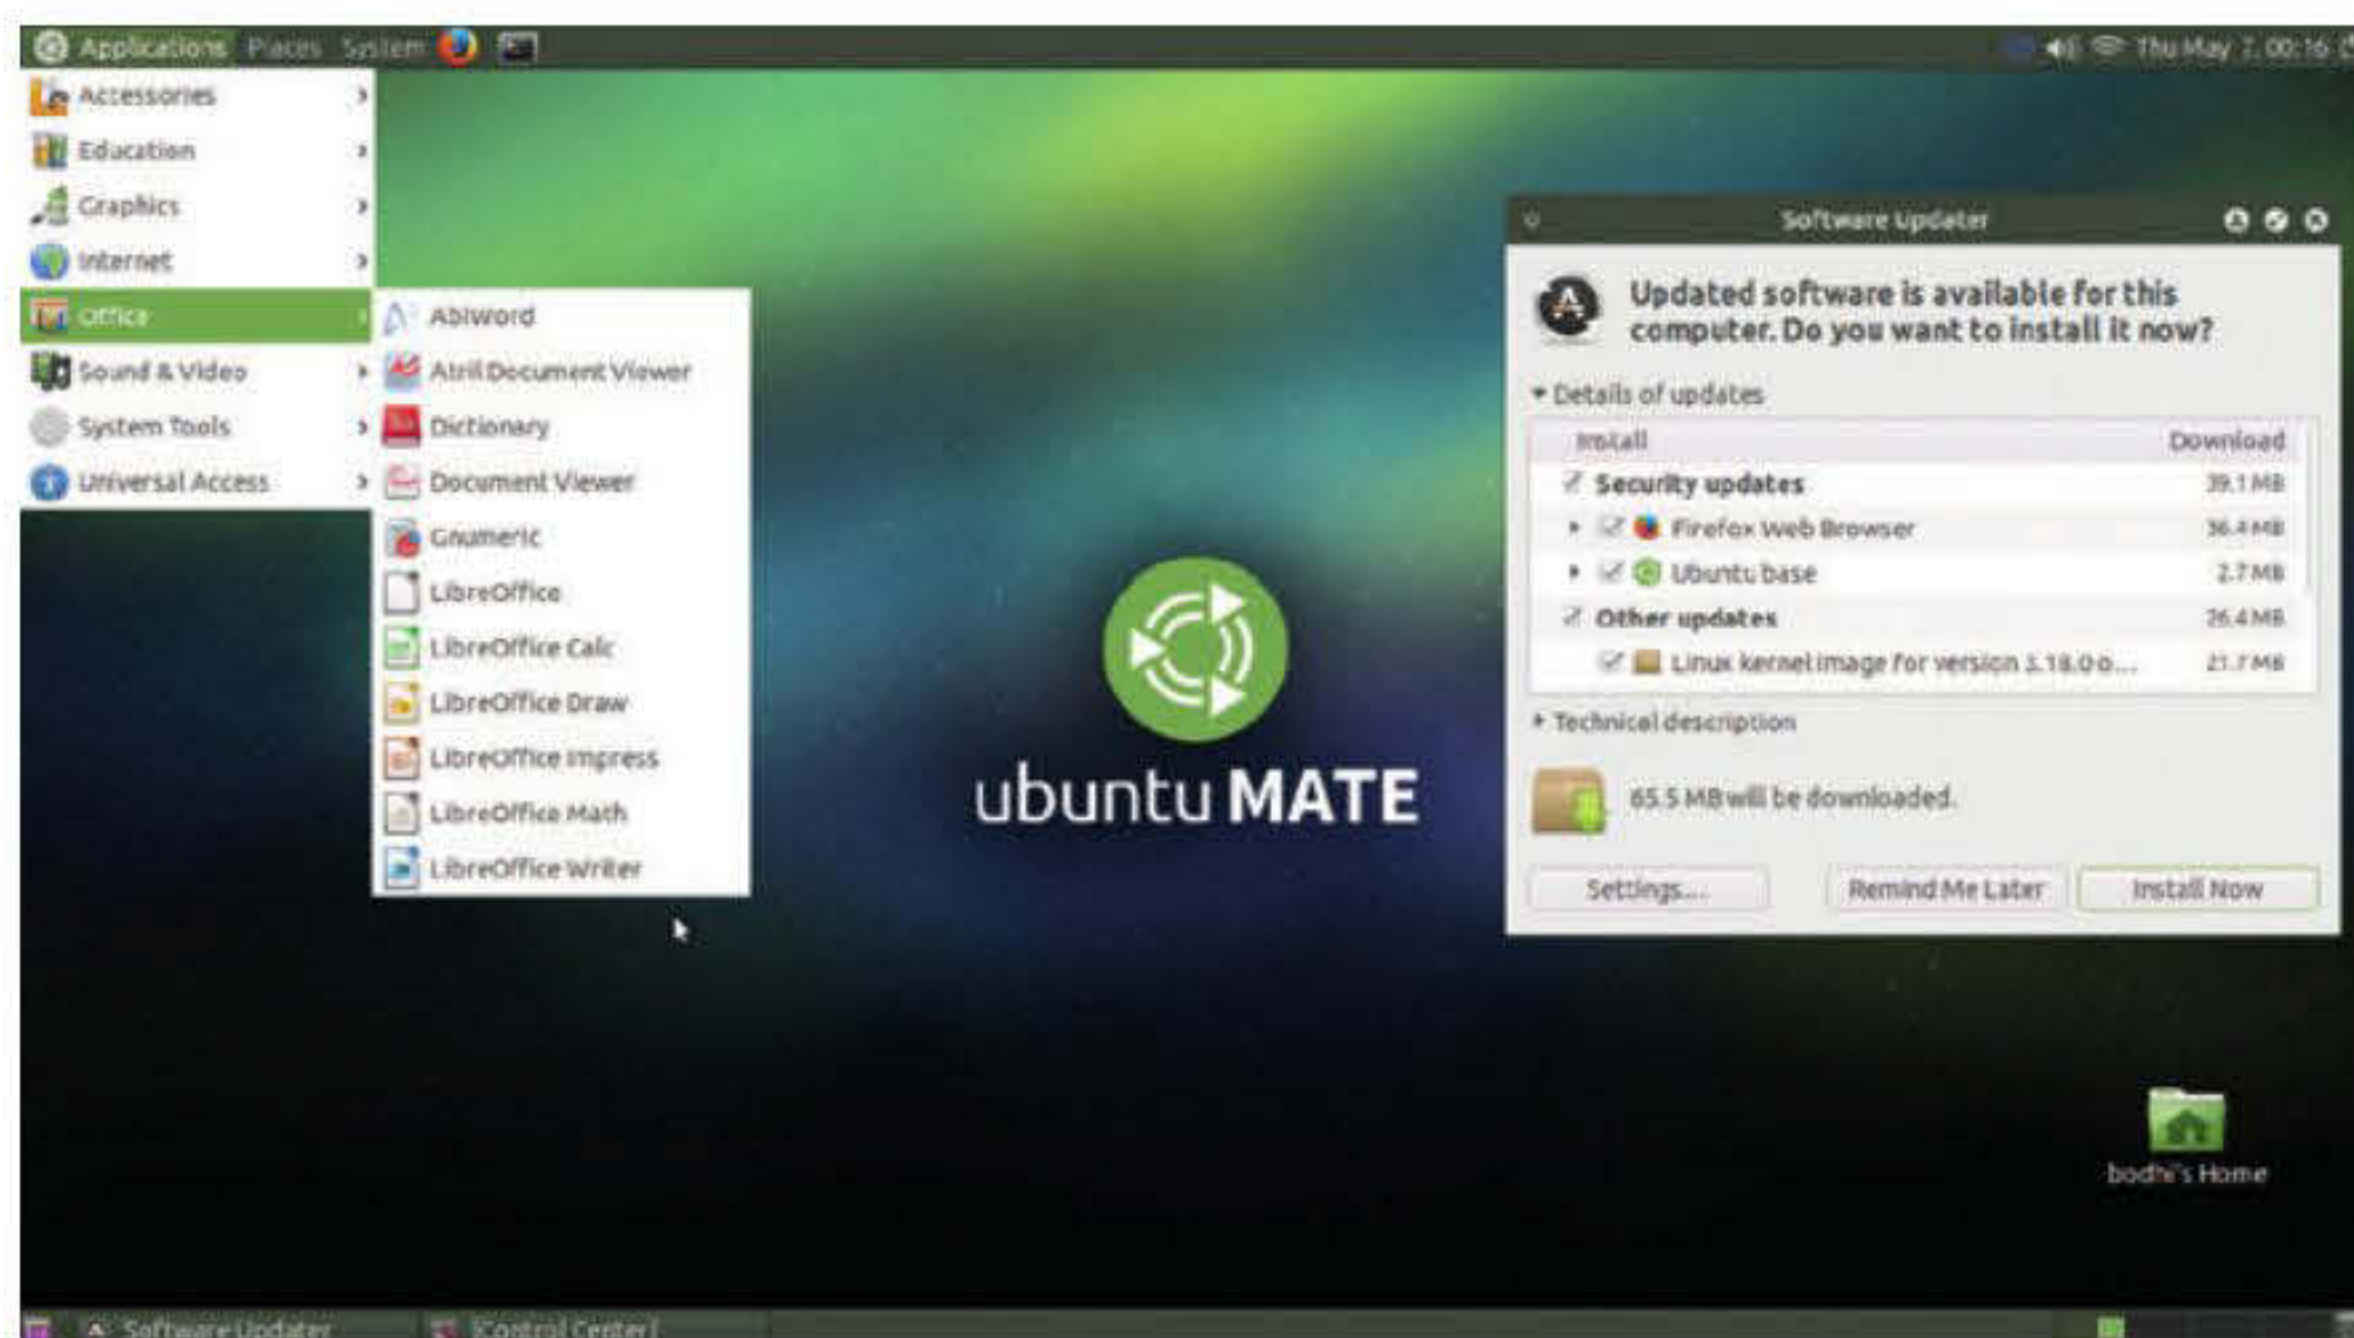 Applications Places System
Thu May 7, 00:16
Accessories
Education
Graphics
Internet
Office
Sound & Video
System Tools
Universal Access
AbiWord
Atril Document Viewer
Dictionary
Document Viewer
Gnumeric
LibreOffice
LibreOffice Calc
LibreOffice Draw
LibreOffice Impress
LibreOffice Math
LibreOffice Writer
ubuntu MATE
Software Updater
Updated software is available for this
computer. Do you want to install it now?
Details of updates
Install Download
Security updates 39.1 MB
Firefox Web Browser 36.4 MB
Ubuntu base 2.7 MB
Other updates 26.4 MB
Linux kernel image for version 3.18.0 o... 21.7 MB
Technical description
65.5 MB will be downloaded.
Settings... Remind Me Later Install Now
bodhi's Home
Software Updater [Control Center]